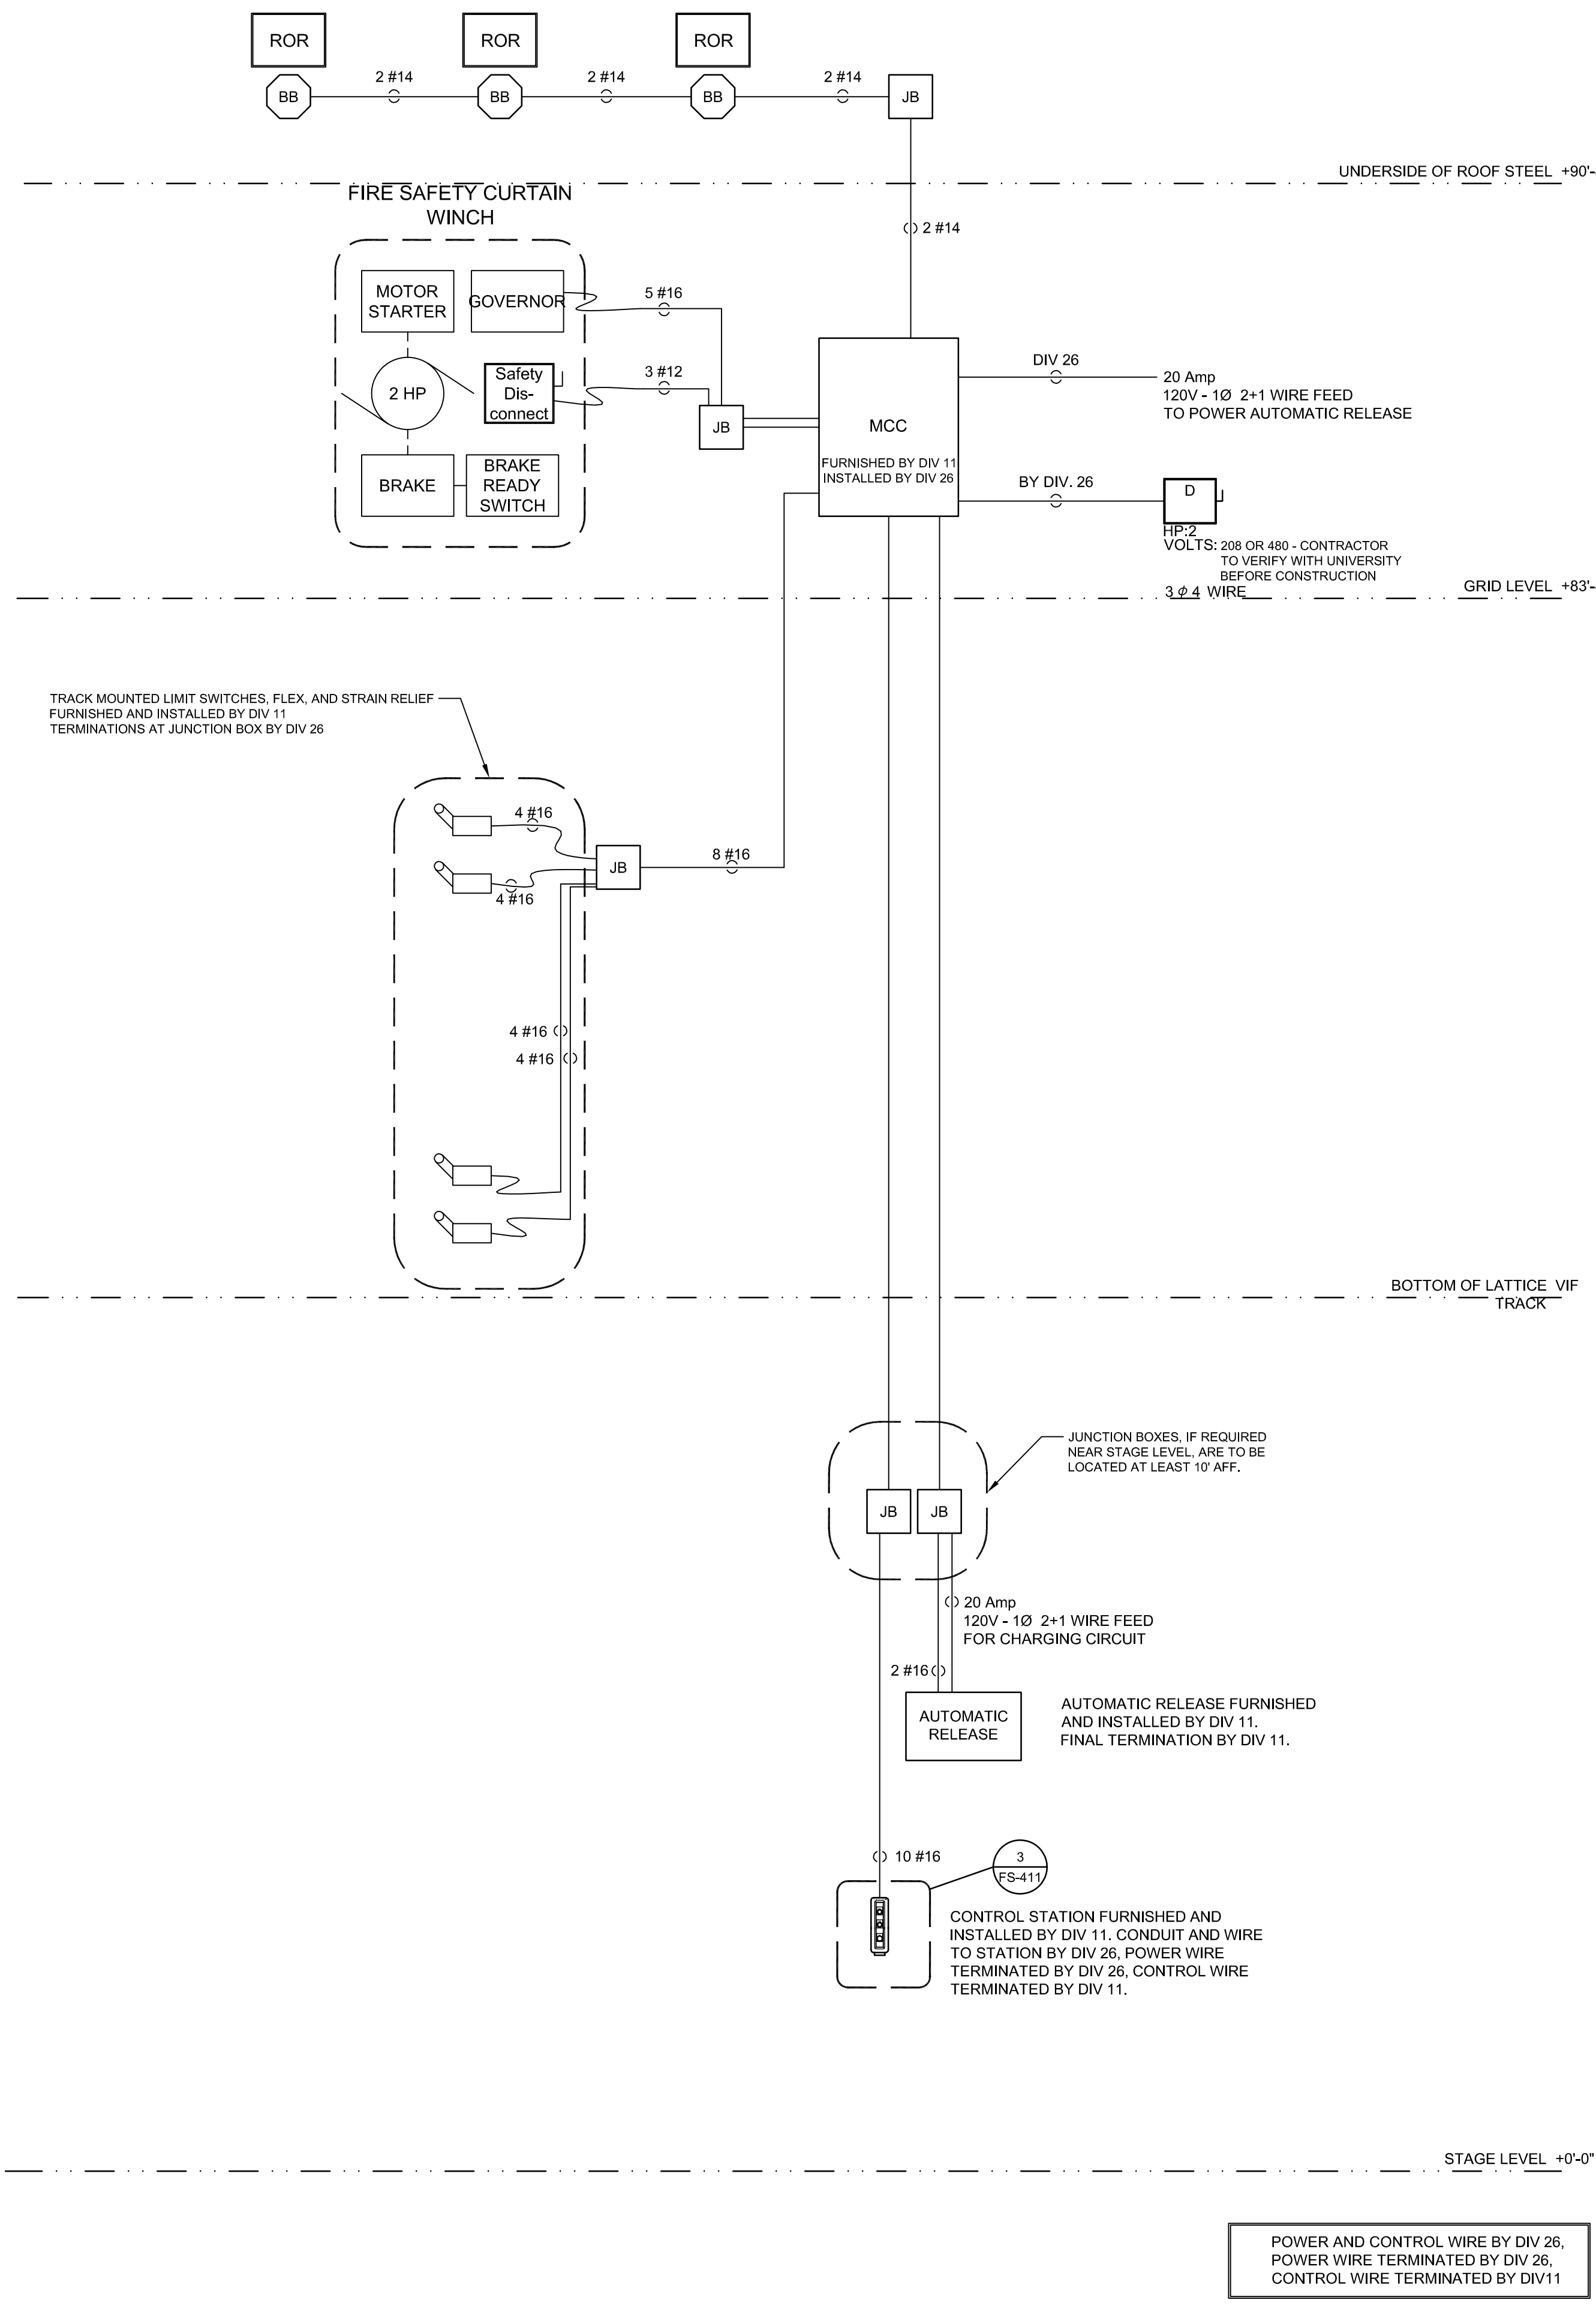 ROR
ROR
ROR
2 #14
2 #14
2 #14
BB
BB
BB
JB
UNDERSIDE OF ROOF STEEL +90'-
FIRE SAFETY CURTAIN
WINCH
2 #14
MOTOR
STARTER
GOVERNOR
5 #16
2 HP
Safety
Dis-
connect
3 #12
JB
BRAKE
BRAKE
READY
SWITCH
MCC
FURNISHED BY DIV 11
INSTALLED BY DIV 26
DIV 26
20 Amp
120V - 1Ø 2+1 WIRE FEED
TO POWER AUTOMATIC RELEASE
BY DIV. 26
D
HP:2
VOLTS: 208 OR 480 - CONTRACTOR
TO VERIFY WITH UNIVERSITY
BEFORE CONSTRUCTION
3 ϕ 4 WIRE
GRID LEVEL +83'-
TRACK MOUNTED LIMIT SWITCHES, FLEX, AND STRAIN RELIEF
FURNISHED AND INSTALLED BY DIV 11
TERMINATIONS AT JUNCTION BOX BY DIV 26
4 #16
JB
8 #16
4 #16
4 #16
4 #16
BOTTOM OF LATTICE VIF
TRACK
JUNCTION BOXES, IF REQUIRED
NEAR STAGE LEVEL, ARE TO BE
LOCATED AT LEAST 10' AFF.
JB
JB
20 Amp
120V - 1Ø 2+1 WIRE FEED
FOR CHARGING CIRCUIT
2 #16
AUTOMATIC
RELEASE
AUTOMATIC RELEASE FURNISHED
AND INSTALLED BY DIV 11.
FINAL TERMINATION BY DIV 11.
10 #16
3
FS-411
CONTROL STATION FURNISHED AND
INSTALLED BY DIV 11. CONDUIT AND WIRE
TO STATION BY DIV 26, POWER WIRE
TERMINATED BY DIV 26, CONTROL WIRE
TERMINATED BY DIV 11.
STAGE LEVEL +0'-0"
POWER AND CONTROL WIRE BY DIV 26,
POWER WIRE TERMINATED BY DIV 26,
CONTROL WIRE TERMINATED BY DIV11